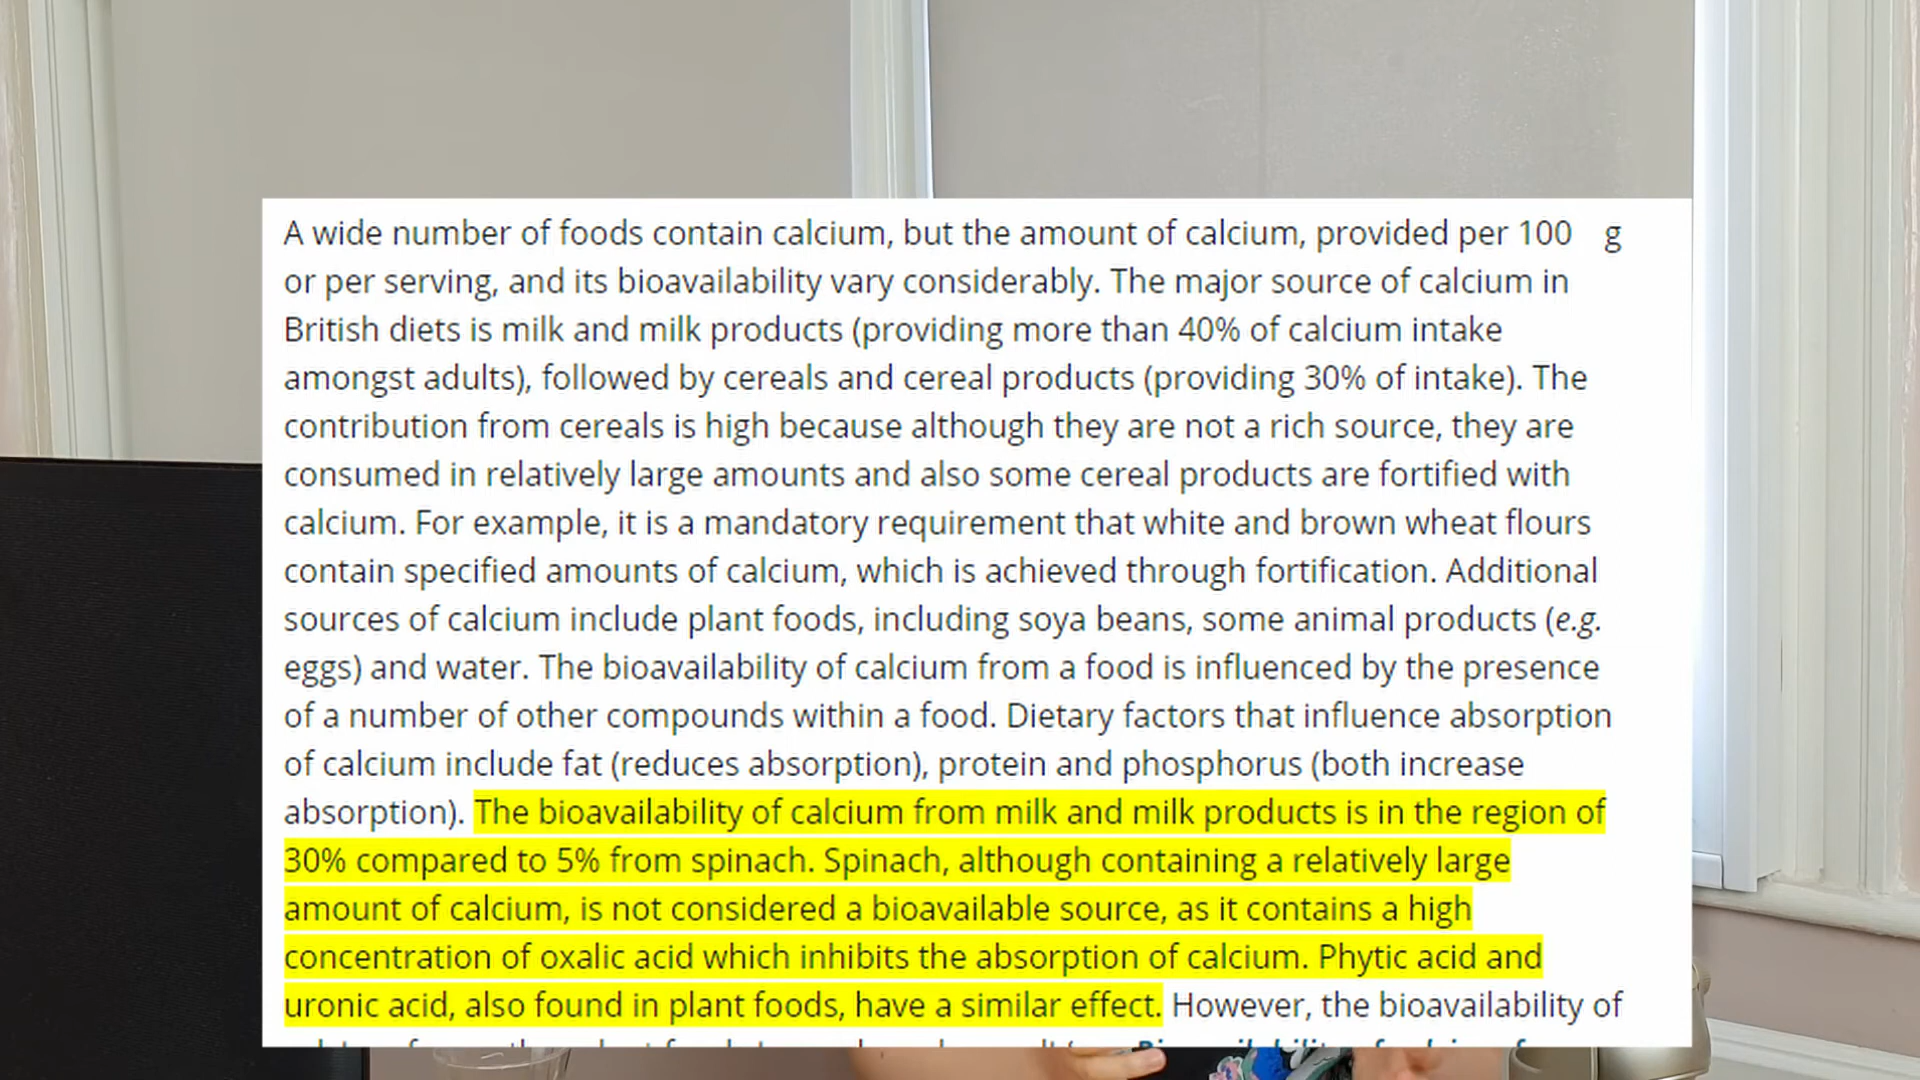 A wide number of foods contain calcium, but the amount of calcium, provided per 100 g
or per serving, and its bioavailability vary considerably. The major source of calcium in
British diets is milk and milk products (providing more than 40% of calcium intake
amongst adults), followed by cereals and cereal products (providing 30% of intake). The
contribution from cereals is high because although they are not a rich source, they are
consumed in relatively large amounts and also some cereal products are fortified with
calcium. For example, it is a mandatory requirement that white and brown wheat flours
contain specified amounts of calcium, which is achieved through fortification. Additional
sources of calcium include plant foods, including soya beans, some animal products (e.g.
eggs) and water. The bioavailability of calcium from a food is influenced by the presence
of a number of other compounds within a food. Dietary factors that influence absorption
of calcium include fat (reduces absorption), protein and phosphorus (both increase
absorption). The bioavailability of calcium from milk and milk products is in the region of
30% compared to 5% from spinach. Spinach, although containing a relatively large
amount of calcium, is not considered a bioavailable source, as it contains a high
concentration of oxalic acid which inhibits the absorption of calcium. Phytic acid and
uronic acid, also found in plant foods, have a similar effect. However, the bioavailability of